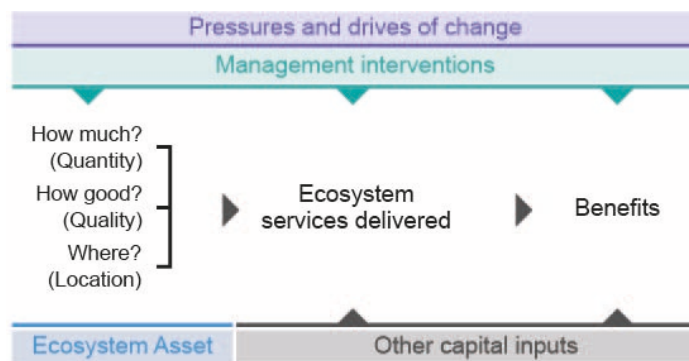 Pressures and drives of change
Management interventions
How much?
(Quantity)
How good?
(Quality)
Where?
(Location)
Ecosystem
services delivered
Benefits
Ecosystem Asset
Other capital inputs